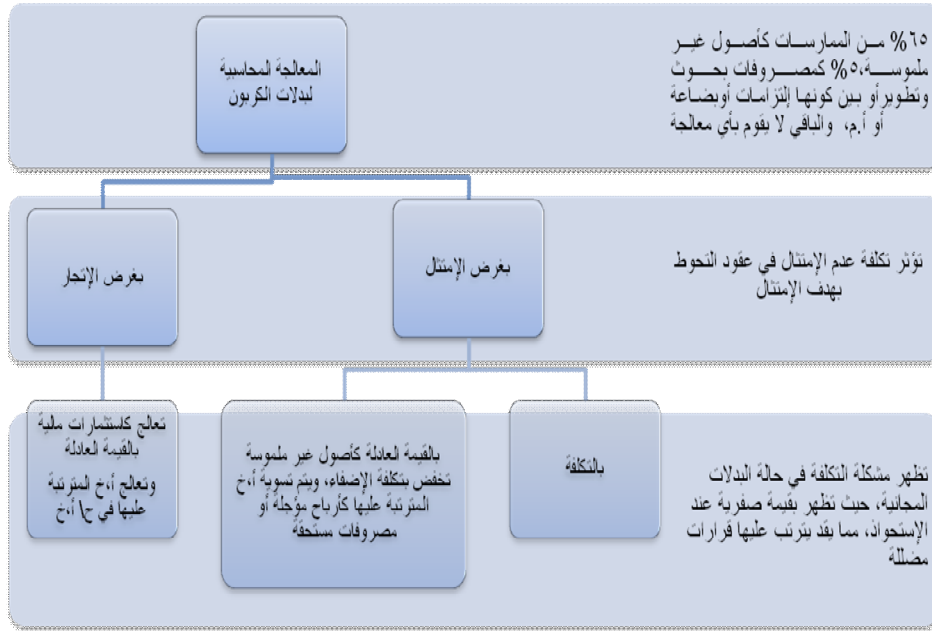 ٦٥% من الممارسات كأصول غير
ملموسة،٥% كمصروفات بحوث
وتطوير أو بين كونها إلتزامات أوبضاعة
أو أ.م، والباقي لا يقوم بأي معالجة
المعالجة المحاسبية
لبدلات الكربون
تؤثر تكلفة عدم الإمتثال في عقود التحوط
بهدف الإمتثال
بغرض الإمتثال
بغرض الإتجار
تظهر مشكلة التكلفة في حالة البدلات
المجانية، حيث تظهر بقيمة صفرية عند
الإستحواذ، مما يقد يترتب عليها قرارات
مضللة
بالتكلفة
بالقيمة العادلة كأصول غير ملموسة
تخفض بتكلفة الإضفاء، ويتم تسوية أ،خ
المترتبة عليها كأرباح مؤجلة أو
مصروفات مستحقة
تعالج كاستثمارات مالية
بالقيمة العادلة
وتعالج أ،خ المترتبة
عليها في ح/ أ،خ